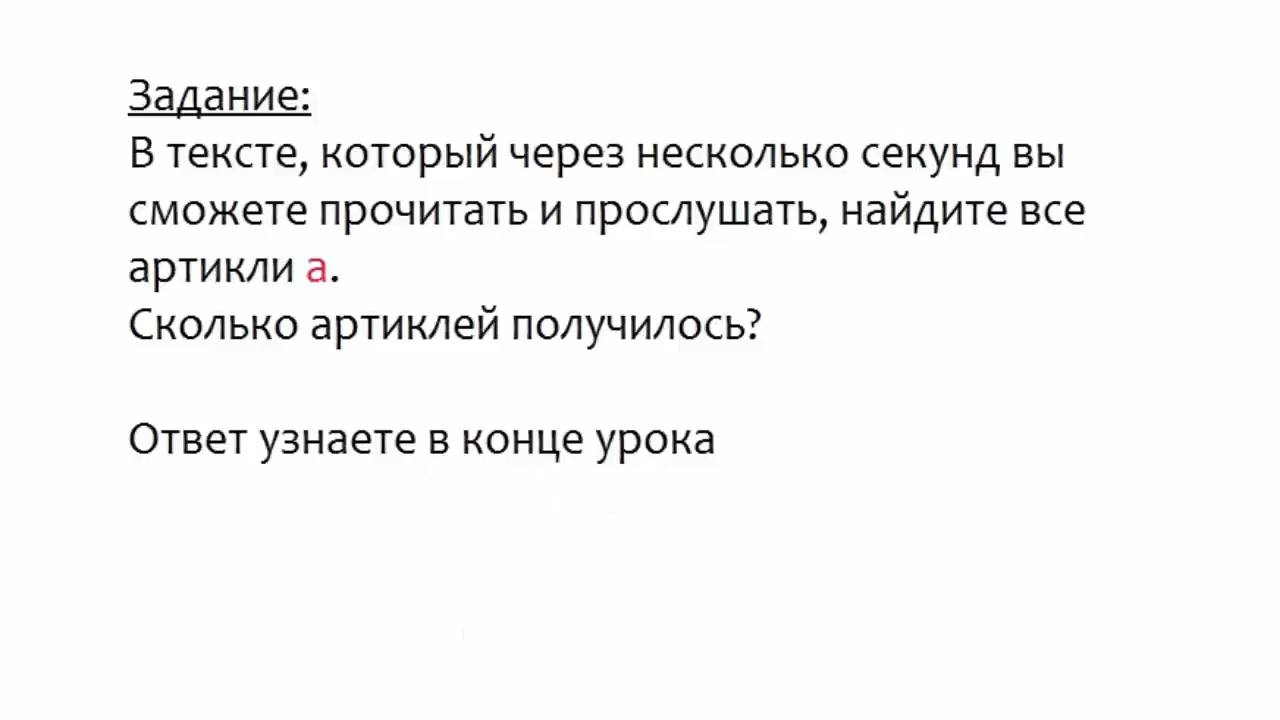 Задание:
В тексте, который через несколько секунд вы
сможете прочитать и прослушать, найдите все
артикли a.
Сколько артиклей получилось?
Ответ узнаете в конце урока